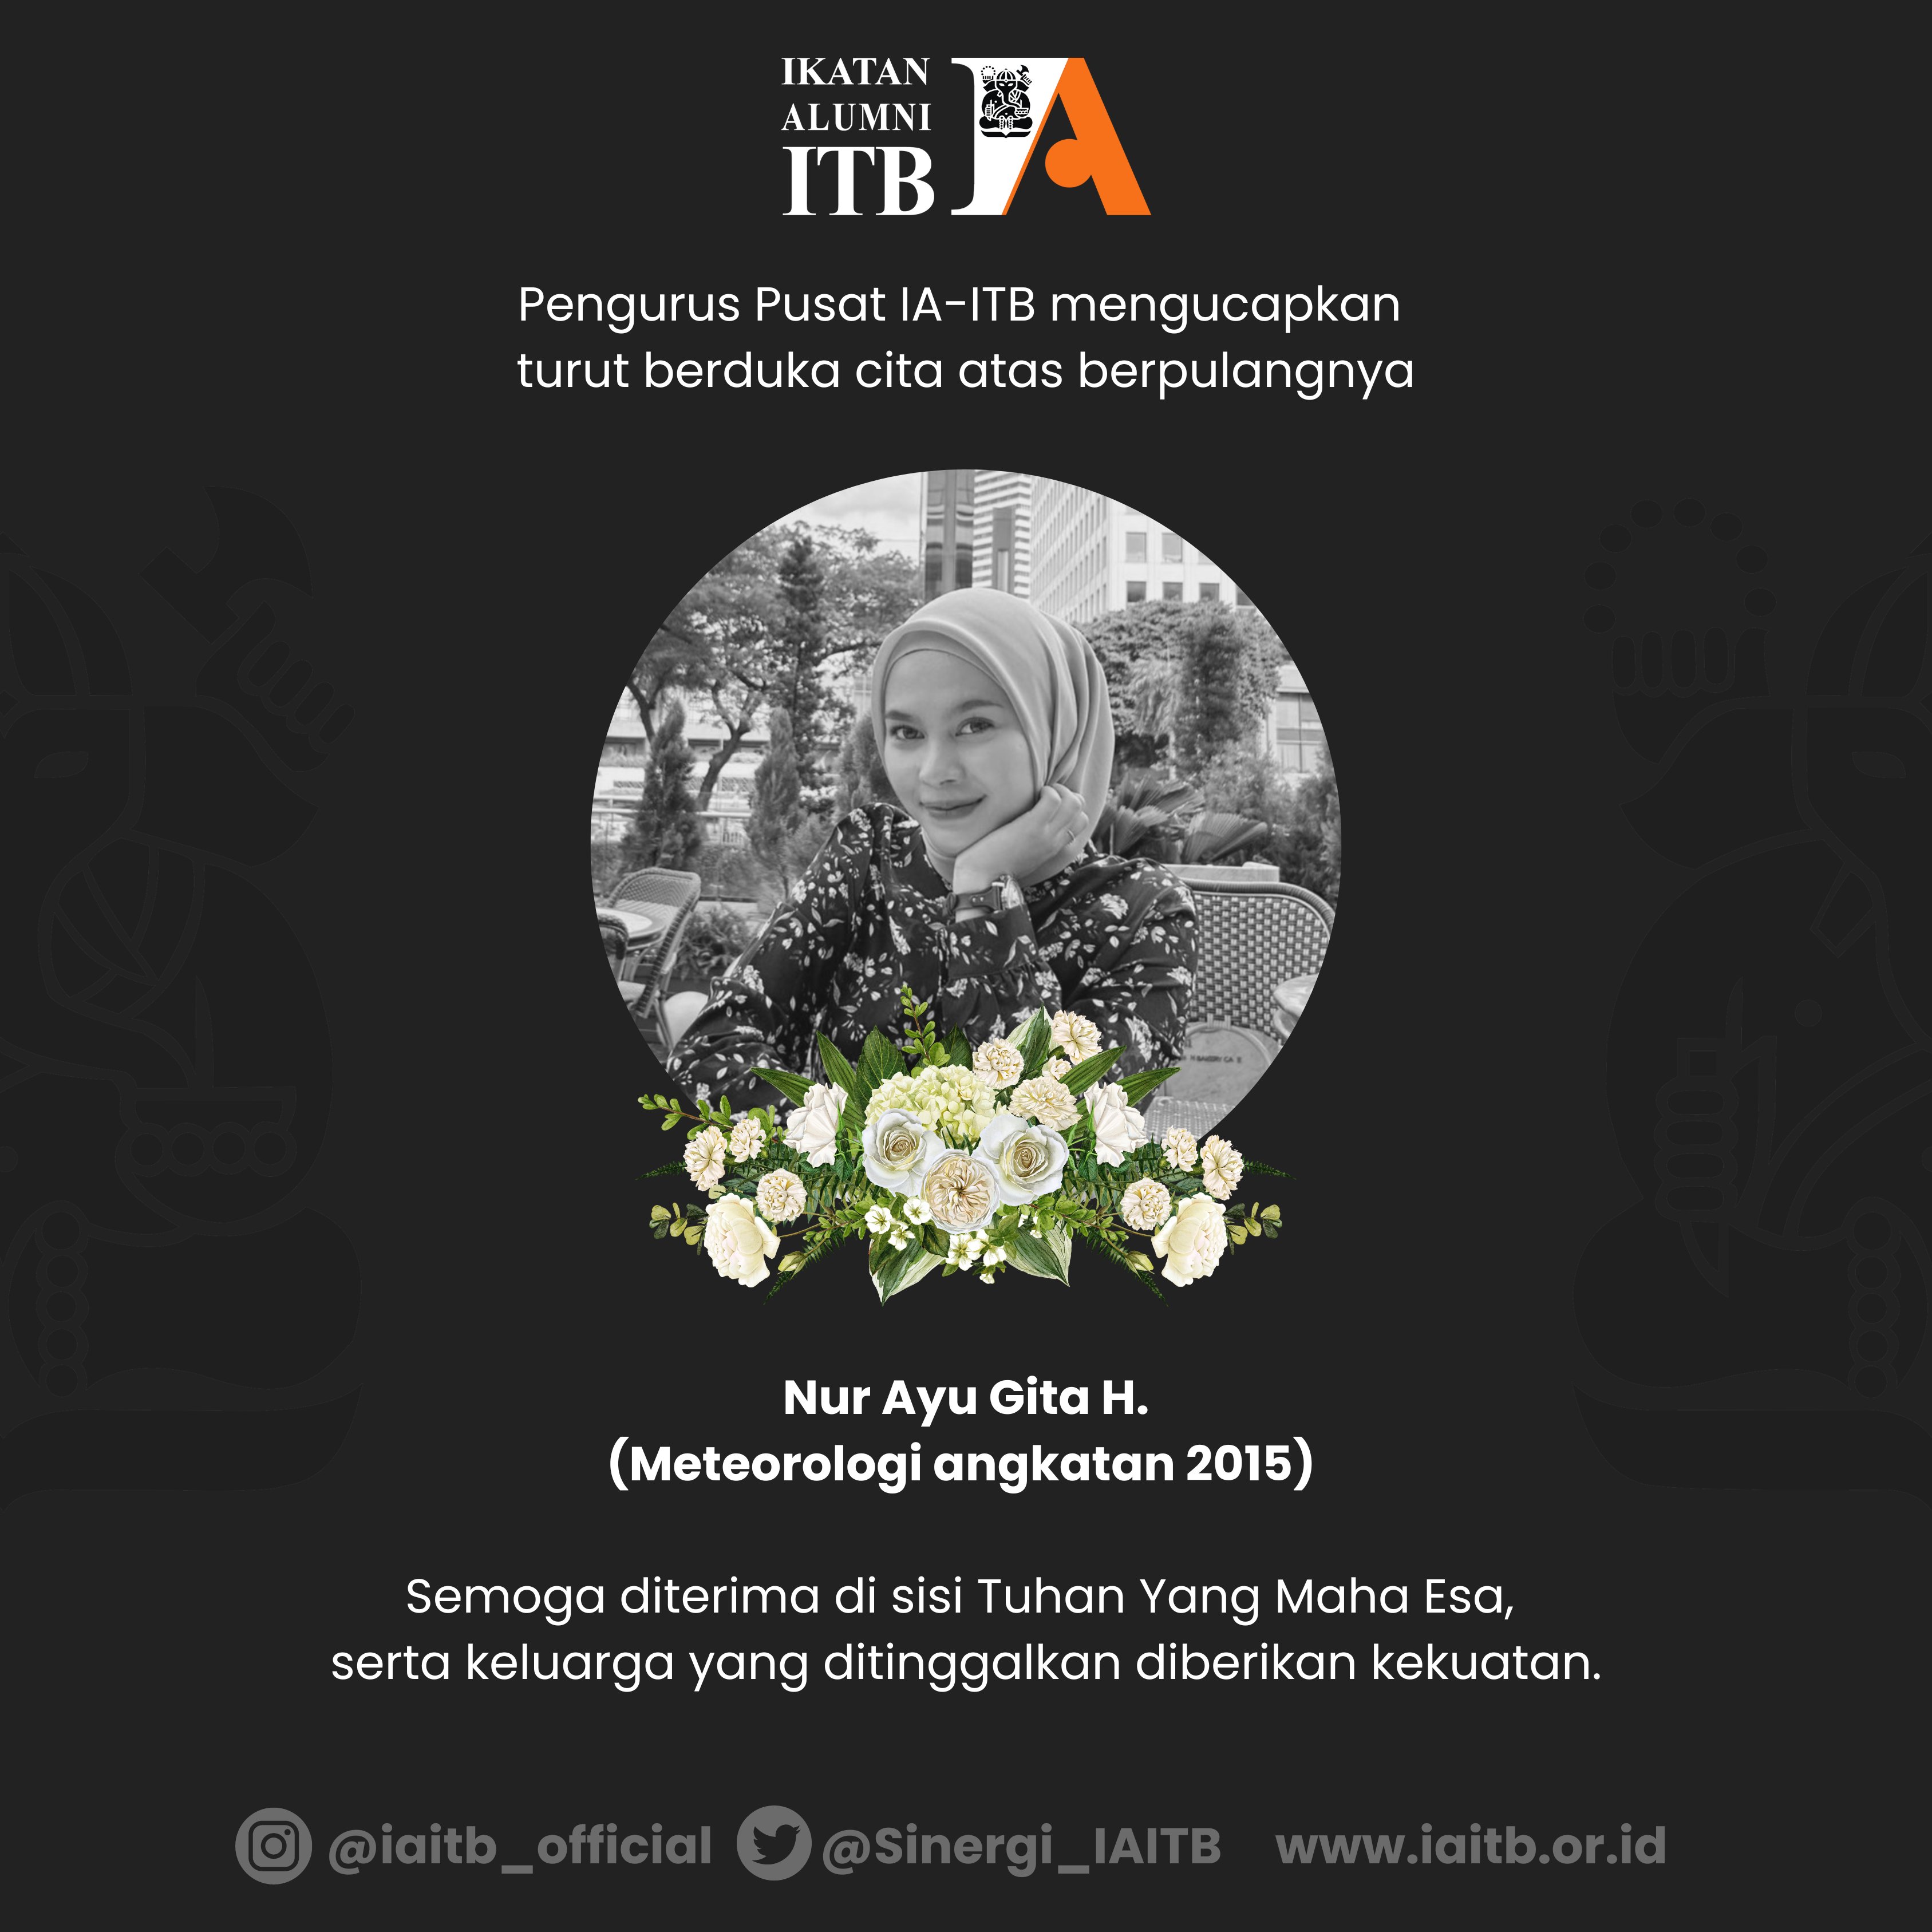 IKATAN
ALUMNI
ITB
IA
Pengurus Pusat IA-ITB mengucapkan
turut berduka cita atas berpulangnya
Nur Ayu Gita H.
(Meteorologi angkatan 2015)
Semoga diterima di sisi Tuhan Yang Maha Esa,
serta keluarga yang ditinggalkan diberikan kekuatan.
@iaitb_official @Sinergi_IAITB www.iaitb.or.id